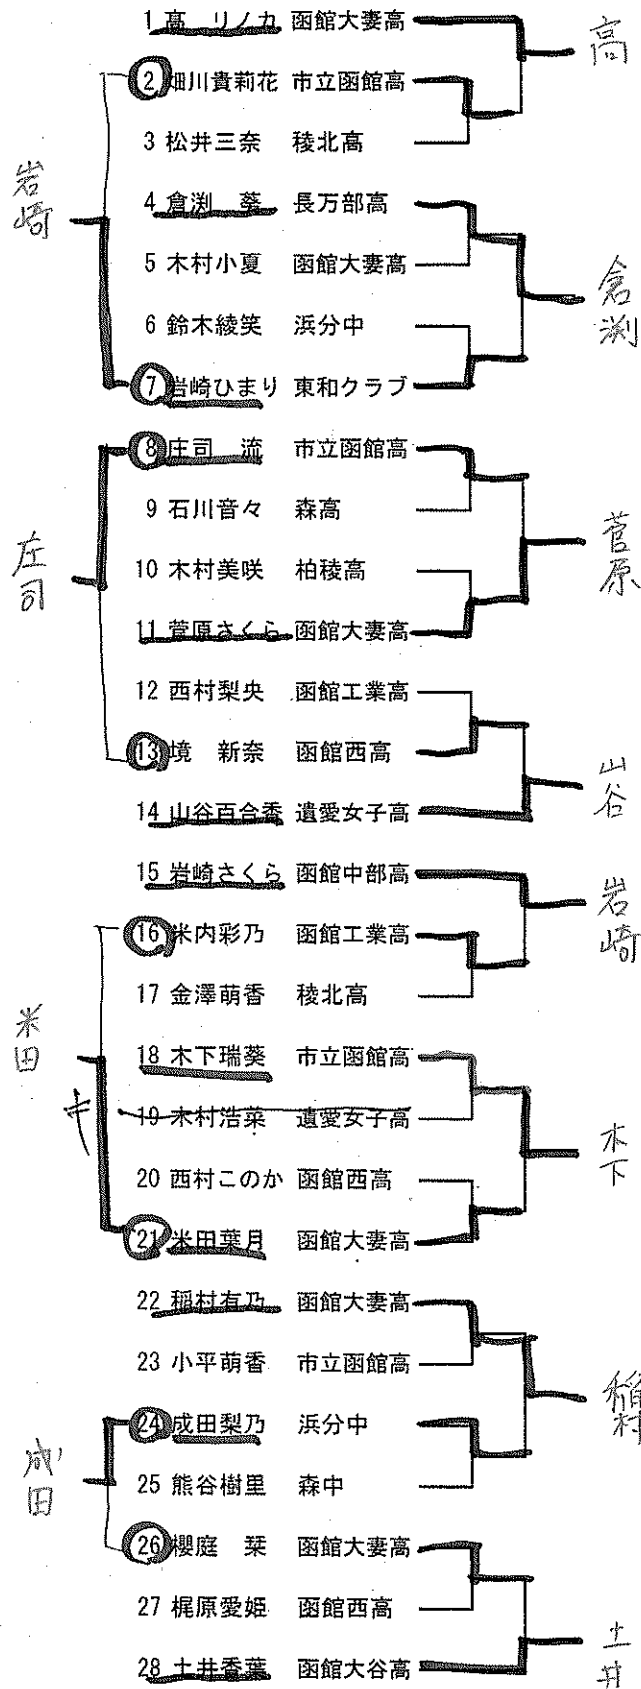 1 髙　リノカ 函館大妻高
高
2 畑川貴莉花 市立函館高
3 松井三奈 稜北高
岩崎
4 倉渕　葵 長万部高
5 木村小夏 函館大妻高
倉渕
6 鈴木綾笑 浜分中
7 岩崎ひまり 東和クラブ
8 庄司　流 市立函館高
9 石川音々 森高
菅原
庄司
10 木村美咲 柏稜高
11 菅原さくら 函館大妻高
12 西村梨央 函館工業高
13 境　新奈 函館西高
山谷
14 山谷百合香 遺愛女子高
15 岩崎さくら 函館中部高
岩崎
16 米内彩乃 函館工業高
17 金澤萌香 稜北高
米田
18 木下瑞葵 市立函館高
キ
19 木村浩菜 遺愛女子高
木下
20 西村このか 函館西高
21 米田葉月 函館大妻高
22 稲村有乃 函館大妻高
23 小平萌香 市立函館高
稲村
24 成田梨乃 浜分中
成田
25 熊谷樹里 森中
26 櫻庭　栞 函館大妻高
27 梶原愛姫 函館西高
土井
28 土井香葉 函館大谷高